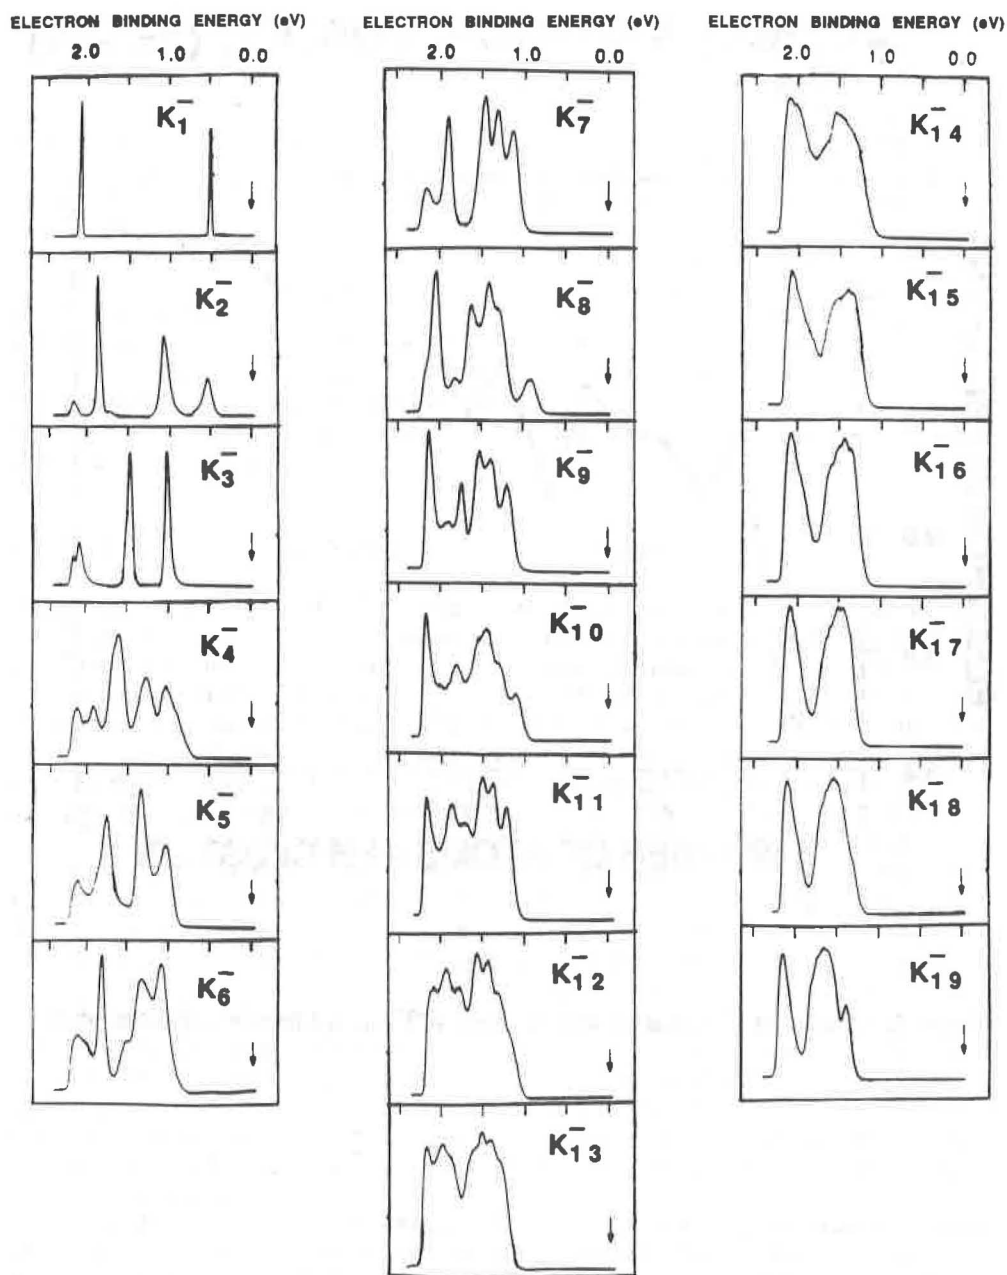 ELECTRON BINDING ENERGY (eV)
2.0 1.0 0.0
K₁⁻
K₂⁻
K₃⁻
K₄⁻
K₅⁻
K₆⁻
ELECTRON BINDING ENERGY (eV)
2.0 1.0 0.0
K₇⁻
K₈⁻
K₉⁻
K₁₀⁻
K₁₁⁻
K₁₂⁻
K₁₃⁻
ELECTRON BINDING ENERGY (eV)
2.0 1.0 0.0
K₁₄⁻
K₁₅⁻
K₁₆⁻
K₁₇⁻
K₁₈⁻
K₁₉⁻